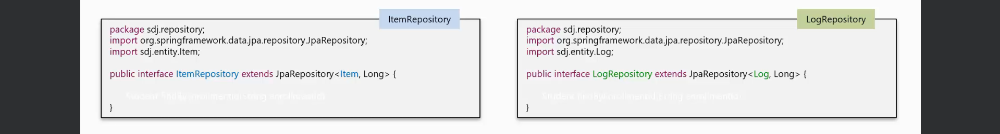 ItemRepository
package sdj.repository;
import org.springframework.data.jpa.repository.JpaRepository;
import sdj.entity.Item;
public interface ItemRepository extends JpaRepository<Item, Long> {
}
LogRepository
package sdj.repository;
import org.springframework.data.jpa.repository.JpaRepository;
import sdj.entity.Log;
public interface LogRepository extends JpaRepository<Log, Long> {
}